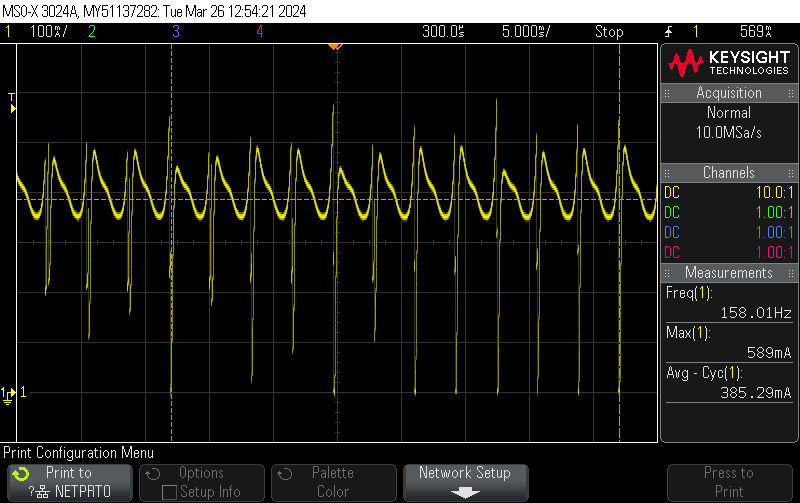 MSO-X 3024A, MY51137282: Tue Mar 26 12:54:21 2024
1 100%/ 2 3 4 300.0s 5.000s/ Stop 1 569%
KEYSIGHT
TECHNOLOGIES
Acquisition
Normal
10.0MSa/s
Channels
DC 10.0:1
DC 1.00:1
DC 1.00:1
DC 1.00:1
Measurements
Freq(1):
158.01Hz
Max(1):
589mA
Avg - Cyc(1):
385.29mA
T
1 1
Print Configuration Menu
Print to
?NETPRT0
Options
Setup Info
Palette
Color
Network Setup
Press to
Print